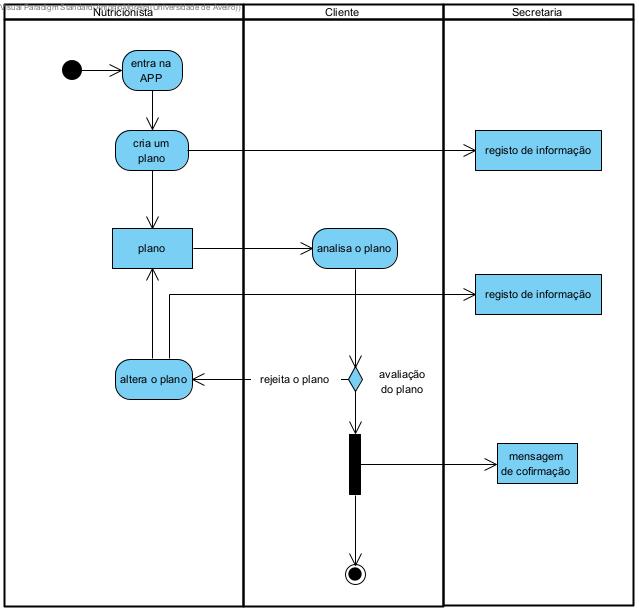 Visual Paradigm Standard
(Universidade de Aveiro))
Nutricionista
Cliente
Secretaria
entra na
APP
cria um
plano
registo de informação
plano
analisa o plano
registo de informação
altera o plano
rejeita o plano
avaliação
do plano
mensagem
de cofirmação